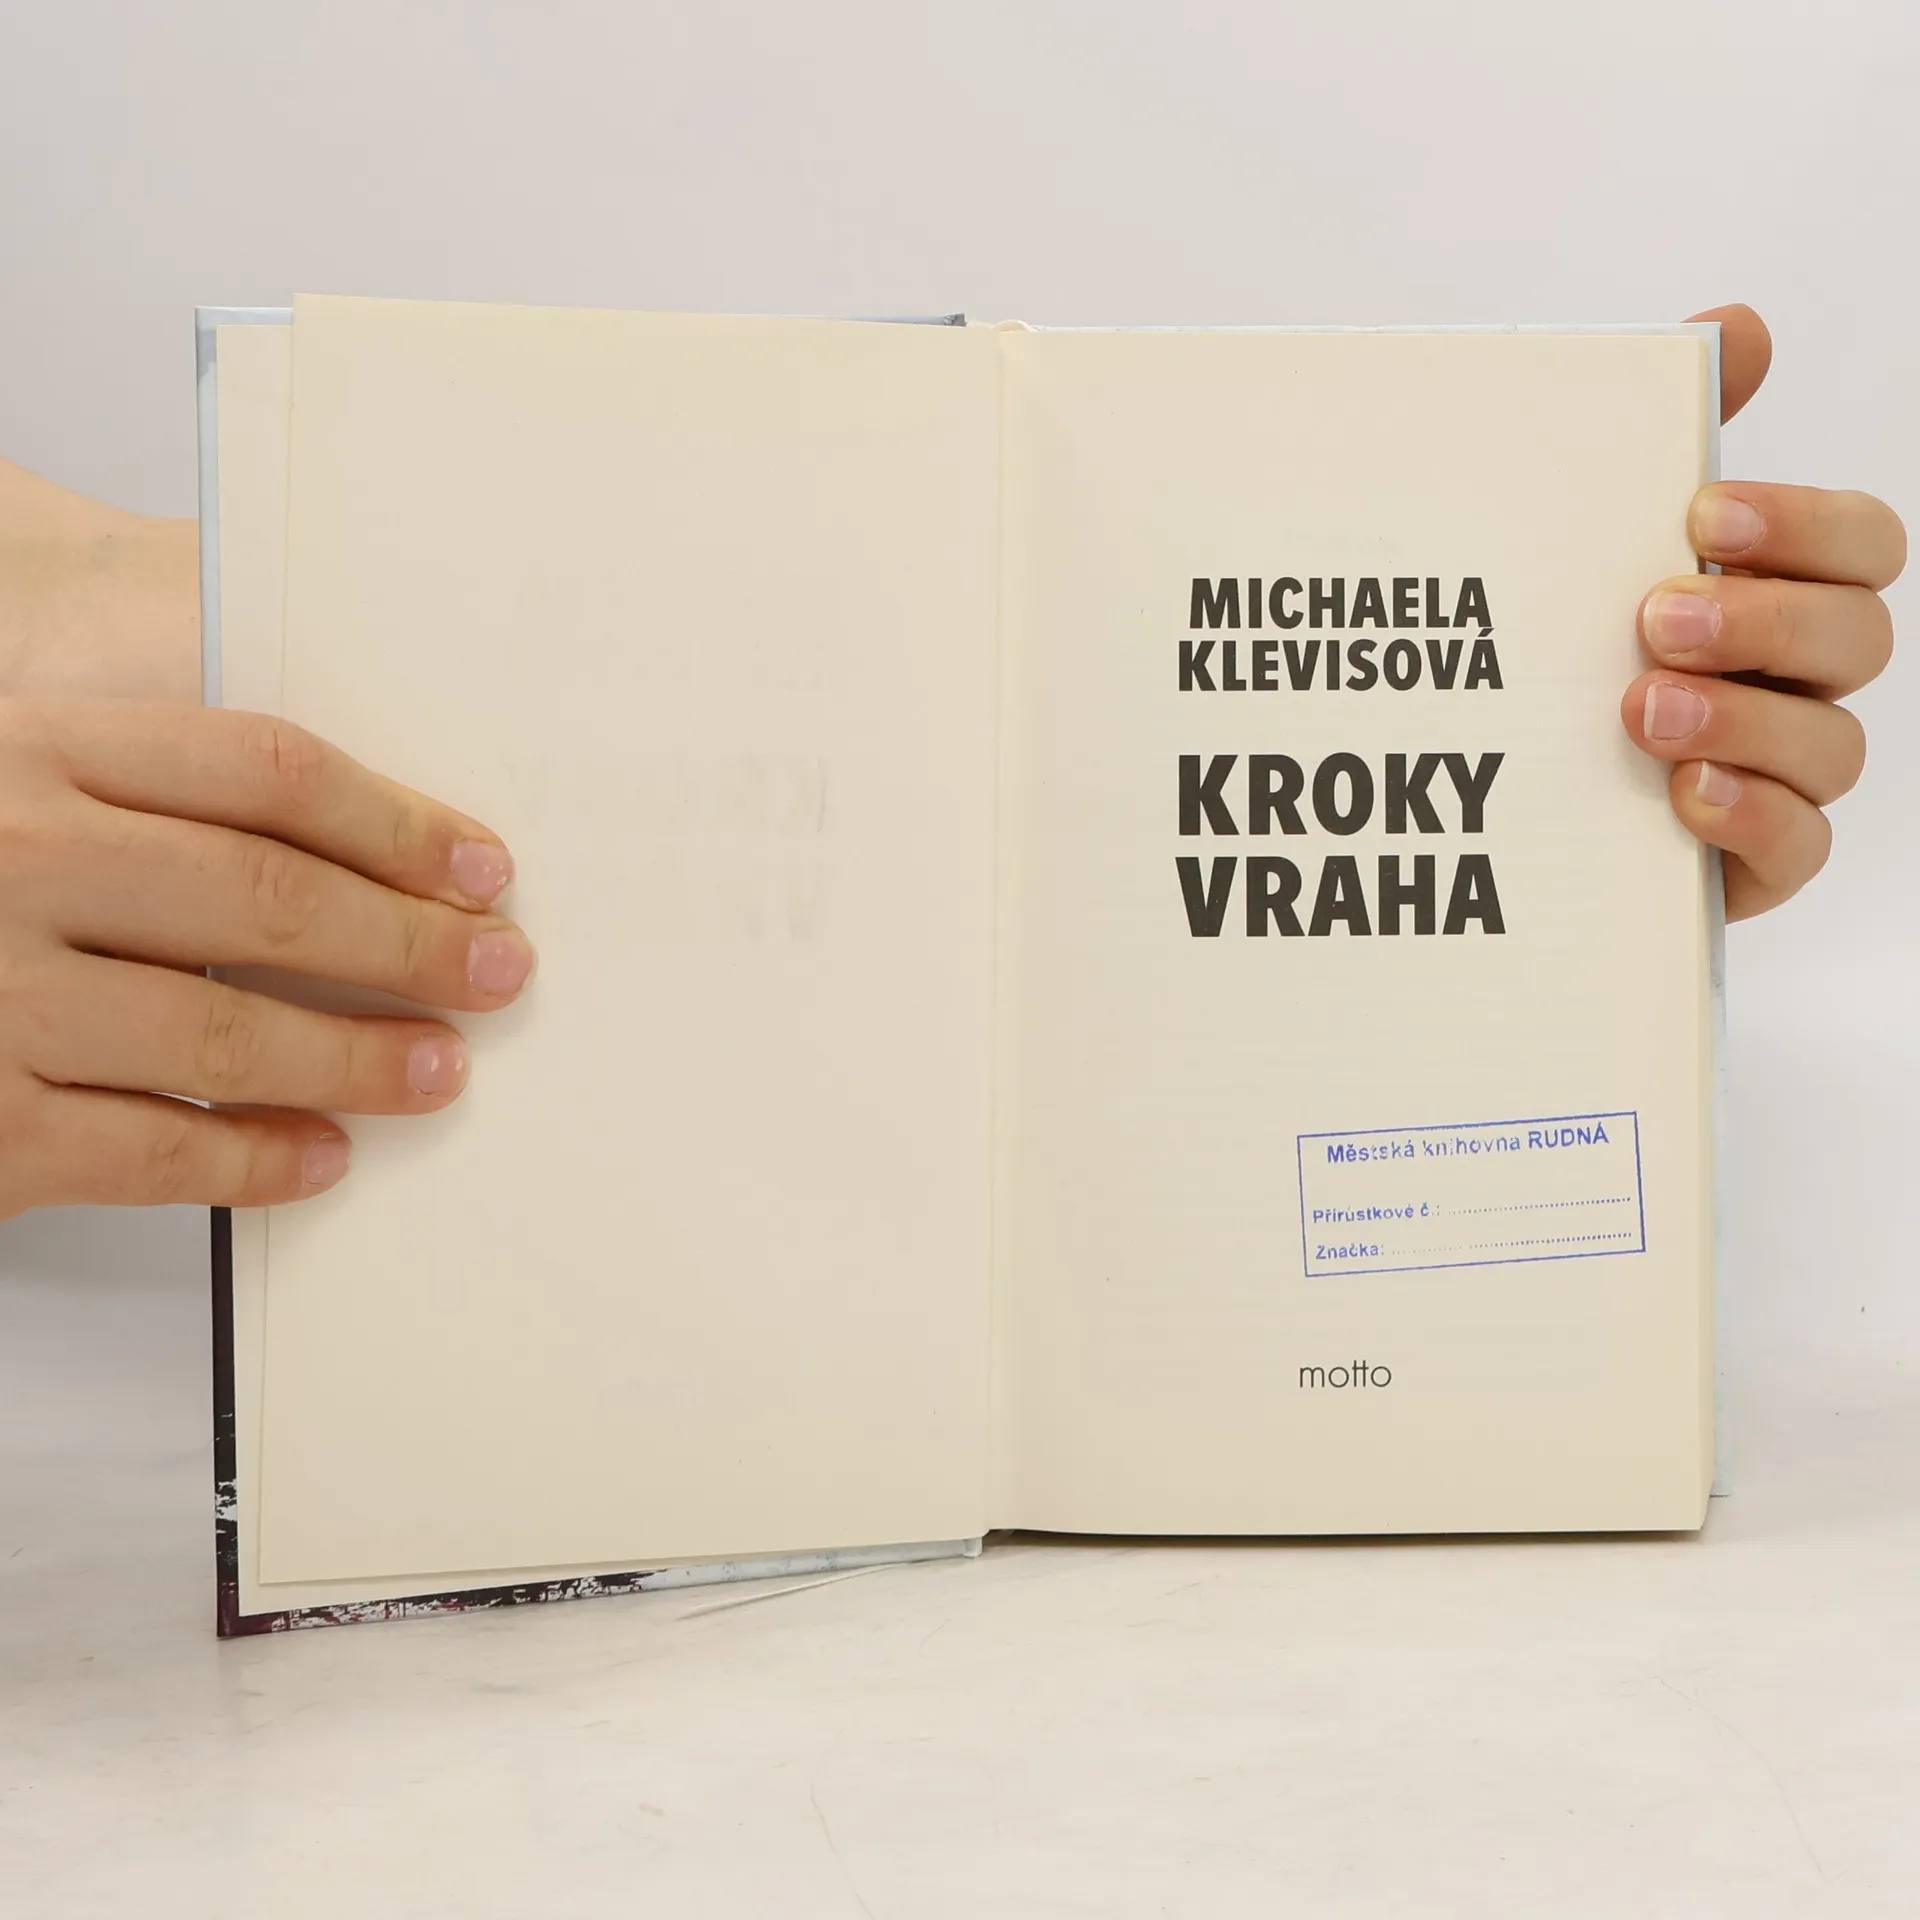 MICHAELA
KLEVISOVÁ
KROKY
VRAHA
Městská knihovna RUDNÁ
Přírůstkové č.:
Značka:
motto